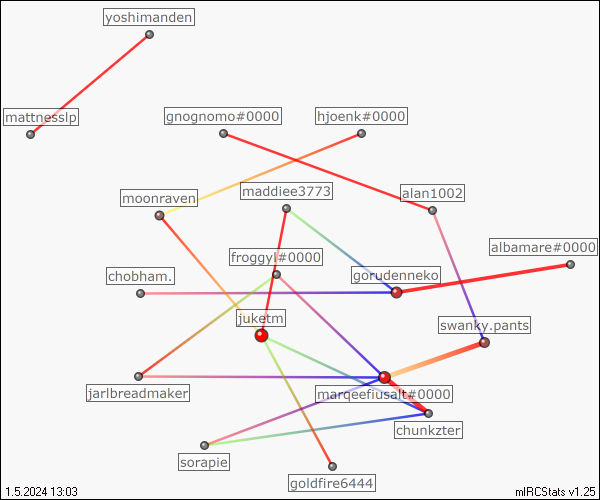 yoshimanden
mattnesslp
gnognomo#0000
hjoenk#0000
maddiee3773
moonraven
alan1002
albamare#0000
froggyl#0000
chobham.
gorudenneko
juketm
swanky.pants
jarlbreadmaker
marqeefiusalt#0000
chunkzter
sorapie
goldfire6444
1.5.2024 13:03
mIRCStats v1.25